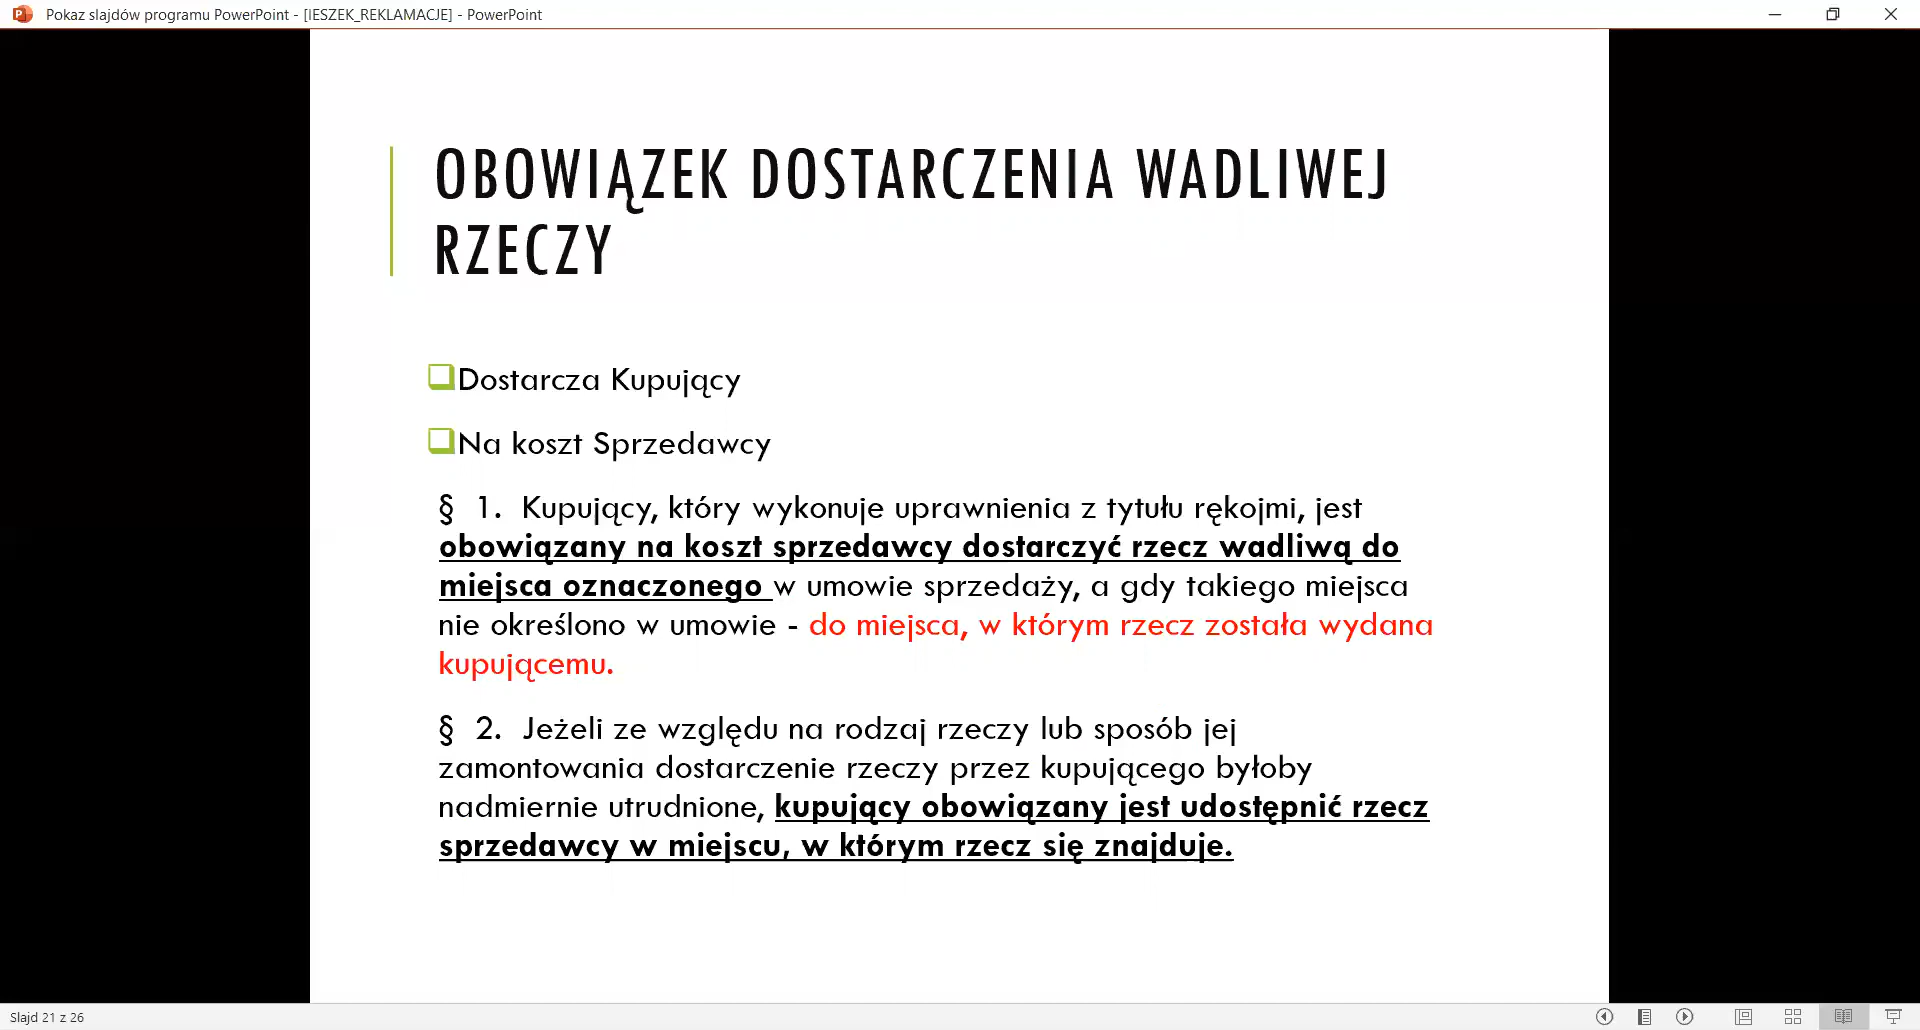 Pokaz slajdów programu PowerPoint - [IESZEK_REKLAMACJE] - PowerPoint
OBOWIĄZEK DOSTARCZENIA WADLIWEJ
RZECZY
Dostarcza Kupujący
Na koszt Sprzedawcy
§ 1. Kupujący, który wykonuje uprawnienia z tytułu rękojmi, jest
obowiązany na koszt sprzedawcy dostarczyć rzecz wadliwą do
miejsca oznaczonego w umowie sprzedaży, a gdy takiego miejsca
nie określono w umowie - do miejsca, w którym rzecz została wydana
kupującemu.
§ 2. Jeżeli ze względu na rodzaj rzeczy lub sposób jej
zamontowania dostarczenie rzeczy przez kupującego byłoby
nadmiernie utrudnione, kupujący obowiązany jest udostępnić rzecz
sprzedawcy w miejscu, w którym rzecz się znajduje.
Slajd 21 z 26